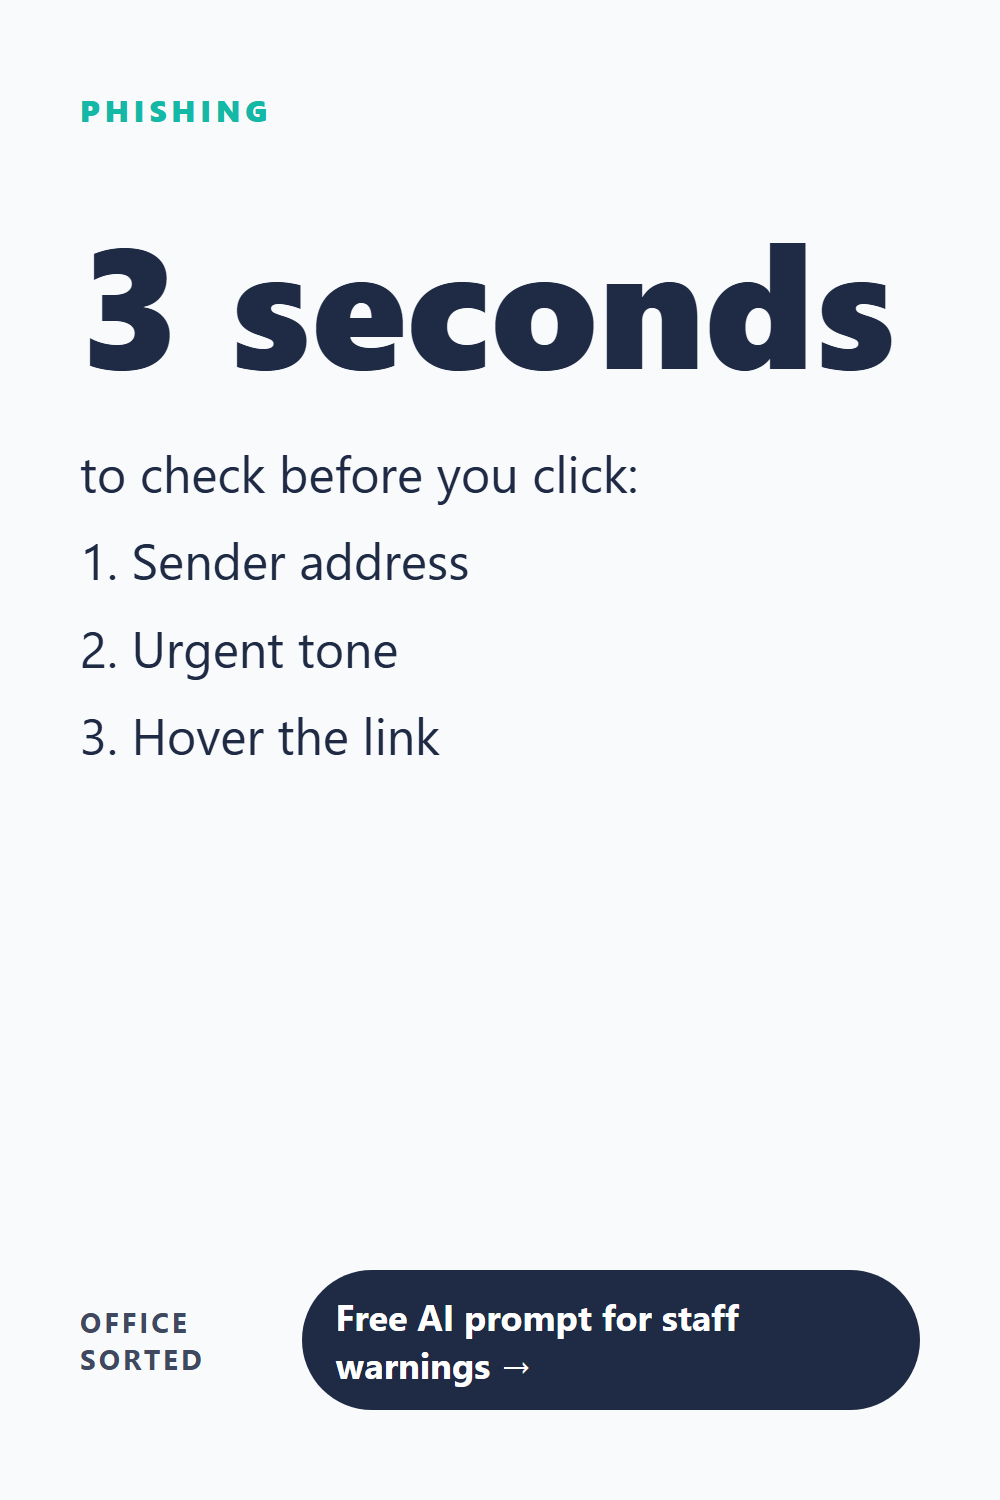 PHISHING
3 seconds
to check before you click:
1. Sender address
2. Urgent tone
3. Hover the link
OFFICE
SORTED
Free AI prompt for staff
warnings →